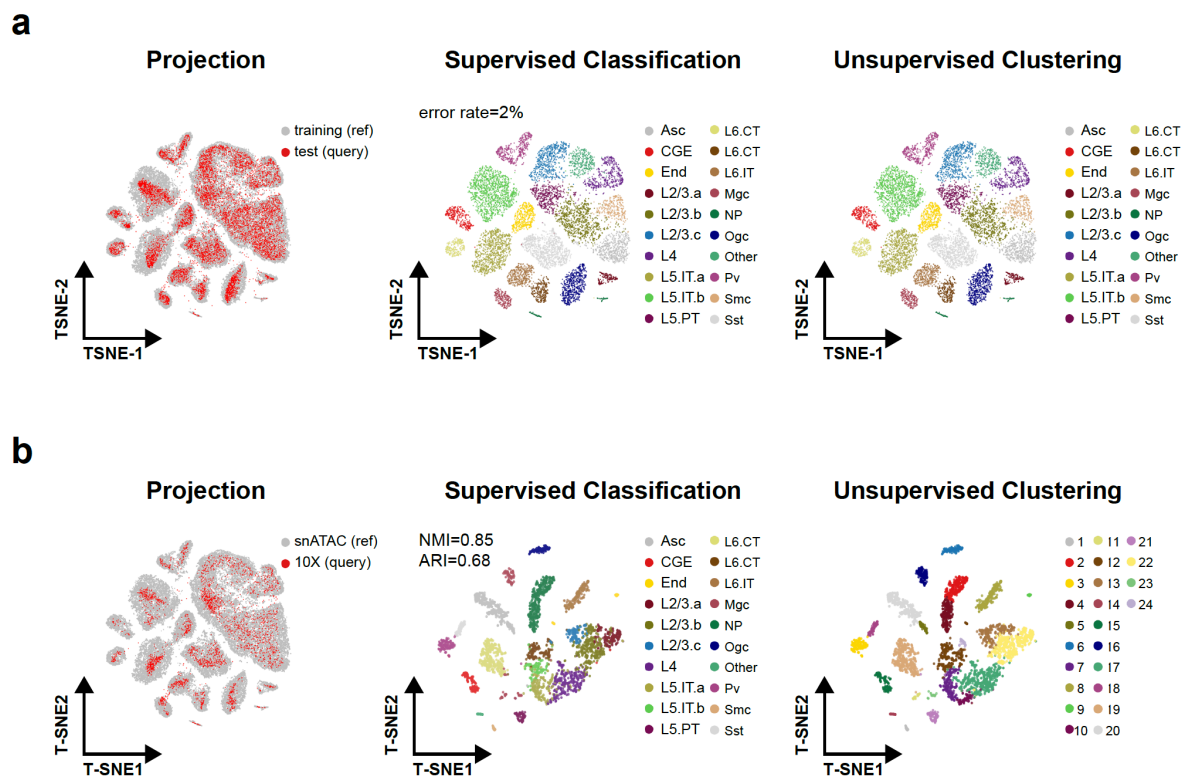 a
Projection
Supervised Classification
Unsupervised Clustering
training (ref)
test (query)
TSNE-2
TSNE-1
error rate=2%
Asc
CGE
End
L2/3.a
L2/3.b
L2/3.c
L4
L5.IT.a
L5.IT.b
L5.PT
L6.CT
L6.CT
L6.IT
Mgc
NP
Ogc
Other
Pv
Smc
Sst
TSNE-2
TSNE-1
Asc
CGE
End
L2/3.a
L2/3.b
L2/3.c
L4
L5.IT.a
L5.IT.b
L5.PT
L6.CT
L6.CT
L6.IT
Mgc
NP
Ogc
Other
Pv
Smc
Sst
TSNE-2
TSNE-1
b
Projection
Supervised Classification
Unsupervised Clustering
snATAC (ref)
10X (query)
T-SNE2
T-SNE1
NMI=0.85
ARI=0.68
Asc
CGE
End
L2/3.a
L2/3.b
L2/3.c
L4
L5.IT.a
L5.IT.b
L5.PT
L6.CT
L6.CT
L6.IT
Mgc
NP
Ogc
Other
Pv
Smc
Sst
T-SNE2
T-SNE1
1
2
3
4
5
6
7
8
9
10
11
12
13
14
15
16
17
18
19
20
21
22
23
24
T-SNE2
T-SNE1